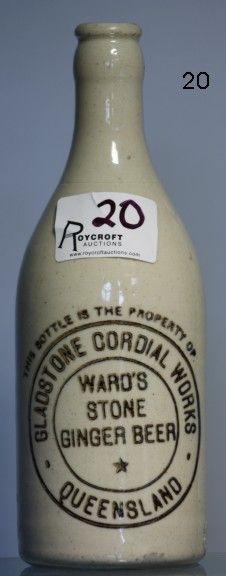 20
20
ROYCROFT
AUCTIONS
www.roycroftauctions.com
THIS BOTTLE IS THE PROPERTY OF
GLADSTONE CORDIAL WORKS
WARD'S
STONE
GINGER BEER
QUEENSLAND